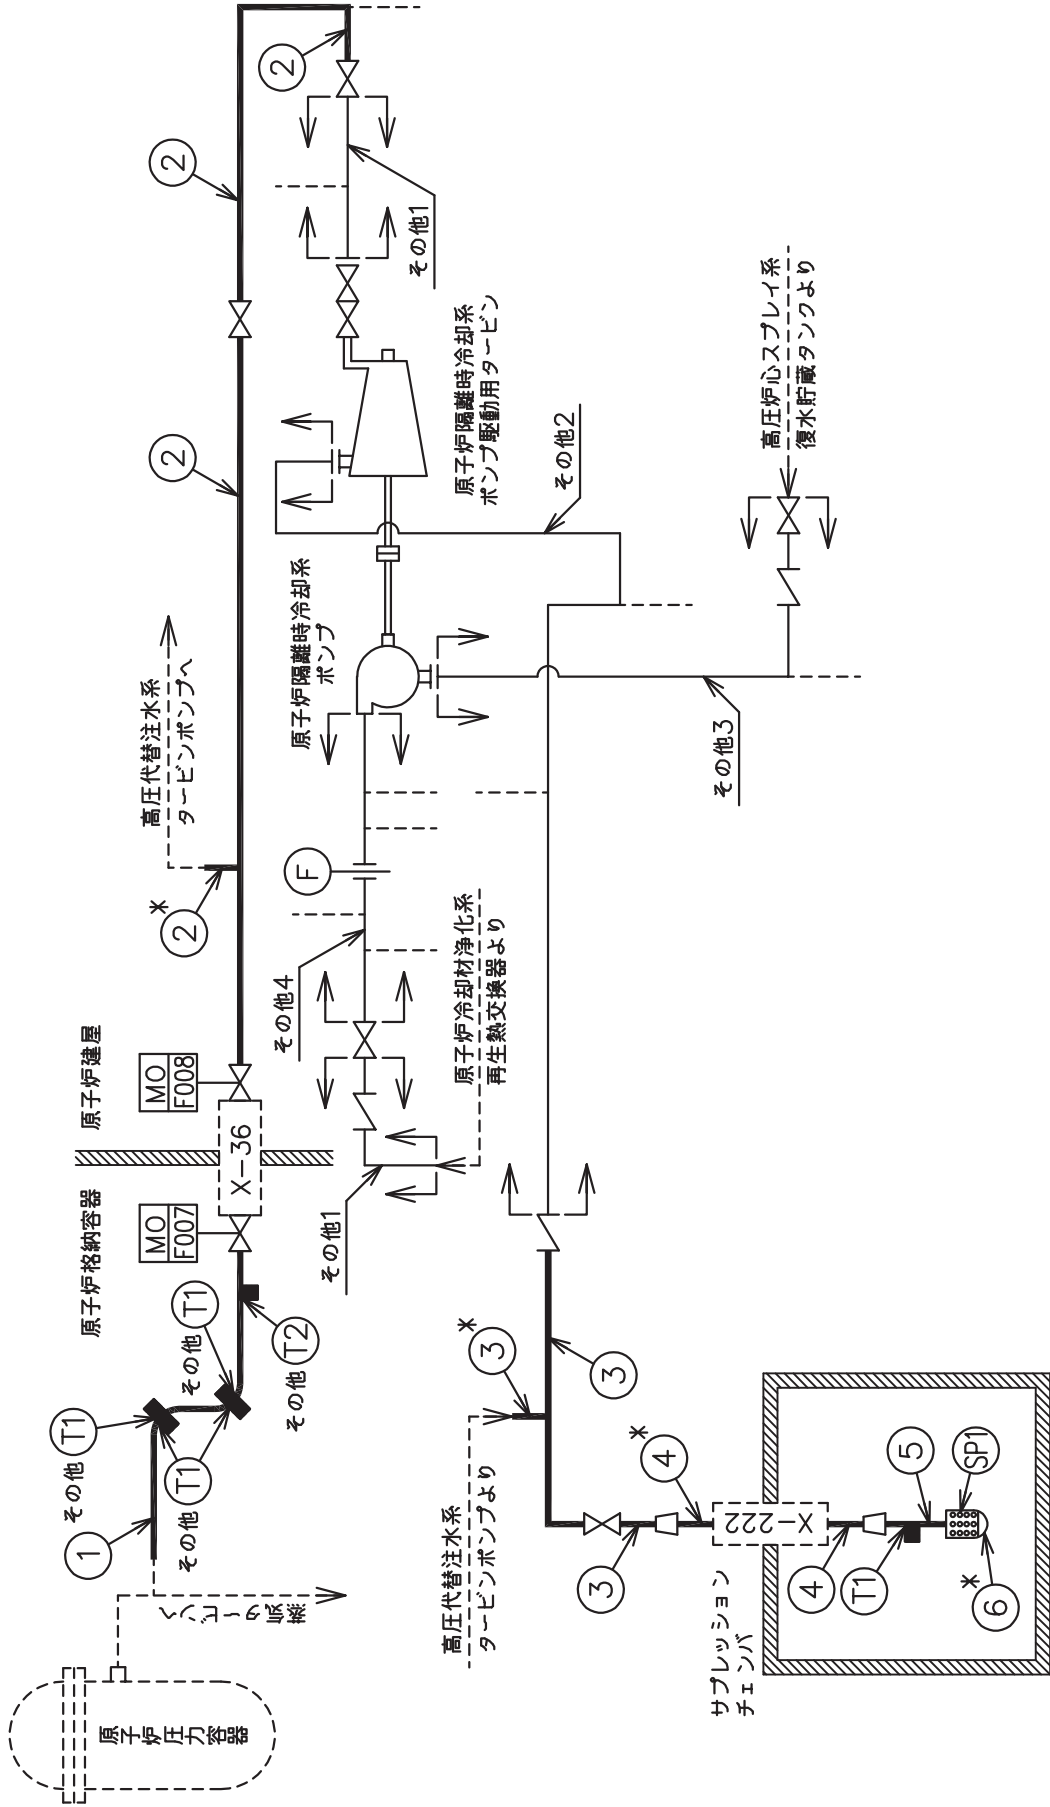 原子炉圧力容器
蒸気タービンへ
1
その他
T1
その他
T1
その他
T1
その他
T2
原子炉格納容器
原子炉建屋
MO
F007
X-36
MO
F008
*
2
高圧代替注水系
タービンポンプへ
2
2
2
その他1
原子炉隔離時冷却系
ポンプ駆動用タービン
その他2
原子炉隔離時冷却系
ポンプ
F
その他4
その他1
原子炉冷却材浄化系
再生熱交換器より
その他3
高圧炉心スプレイ系
復水貯蔵タンクより
高圧代替注水系
タービンポンプより
*
3
3
3
*
4
X-222
サプレッション
チェンバ
4
T1
5
SP1
*
6